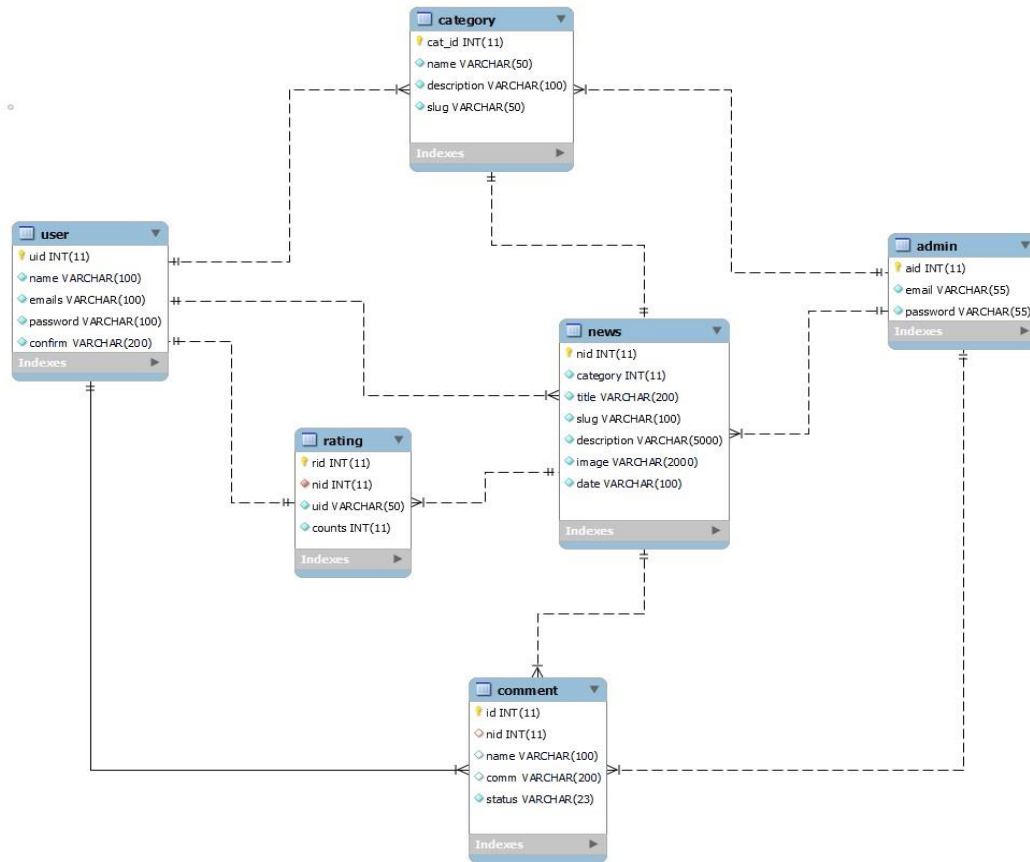 category
cat_id INT(11)
name VARCHAR(50)
description VARCHAR(100)
slug VARCHAR(50)
Indexes
user
uid INT(11)
name VARCHAR(100)
emails VARCHAR(100)
password VARCHAR(100)
confirm VARCHAR(200)
Indexes
admin
aid INT(11)
email VARCHAR(55)
password VARCHAR(55)
Indexes
news
nid INT(11)
category INT(11)
title VARCHAR(200)
slug VARCHAR(100)
description VARCHAR(5000)
image VARCHAR(2000)
date VARCHAR(100)
Indexes
rating
rid INT(11)
nid INT(11)
uid VARCHAR(50)
counts INT(11)
Indexes
comment
id INT(11)
nid INT(11)
name VARCHAR(100)
comm VARCHAR(200)
status VARCHAR(23)
Indexes